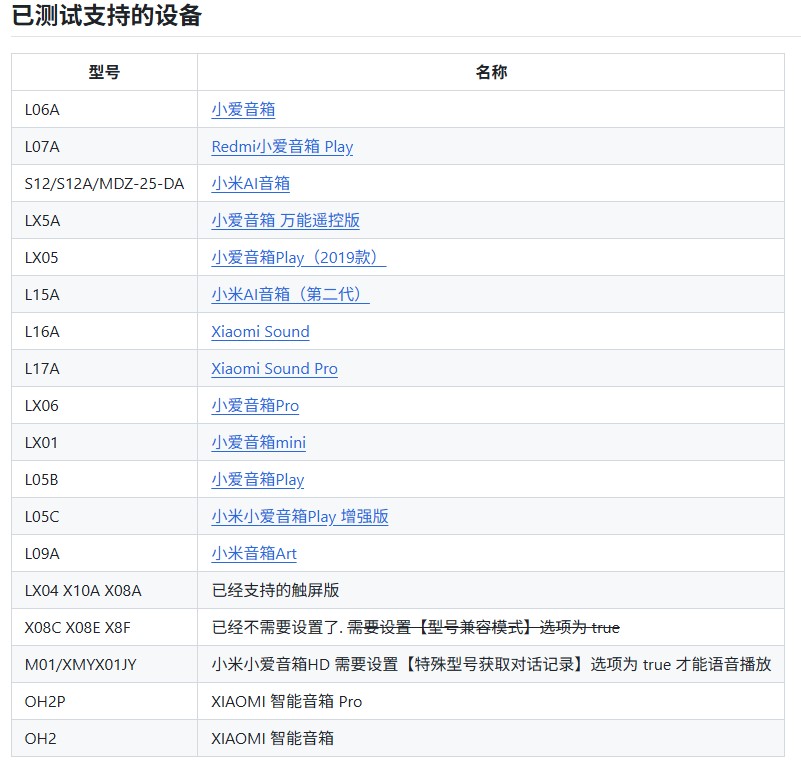 已测试支持的设备
型号 名称
L06A 小爱音箱
L07A Redmi小爱音箱 Play
S12/S12A/MDZ-25-DA 小米AI音箱
LX5A 小爱音箱 万能遥控版
LX05 小爱音箱Play（2019款）
L15A 小米AI音箱（第二代）
L16A Xiaomi Sound
L17A Xiaomi Sound Pro
LX06 小爱音箱Pro
LX01 小爱音箱mini
L05B 小爱音箱Play
L05C 小米小爱音箱Play 增强版
L09A 小米音箱Art
LX04 X10A X08A 已经支持的触屏版
X08C X08E X8F 已经不需要设置了. 需要设置【型号兼容模式】选项为 true
M01/XMYX01JY 小米小爱音箱HD 需要设置【特殊型号获取对话记录】选项为 true 才能语音播放
OH2P XIAOMI 智能音箱 Pro
OH2 XIAOMI 智能音箱